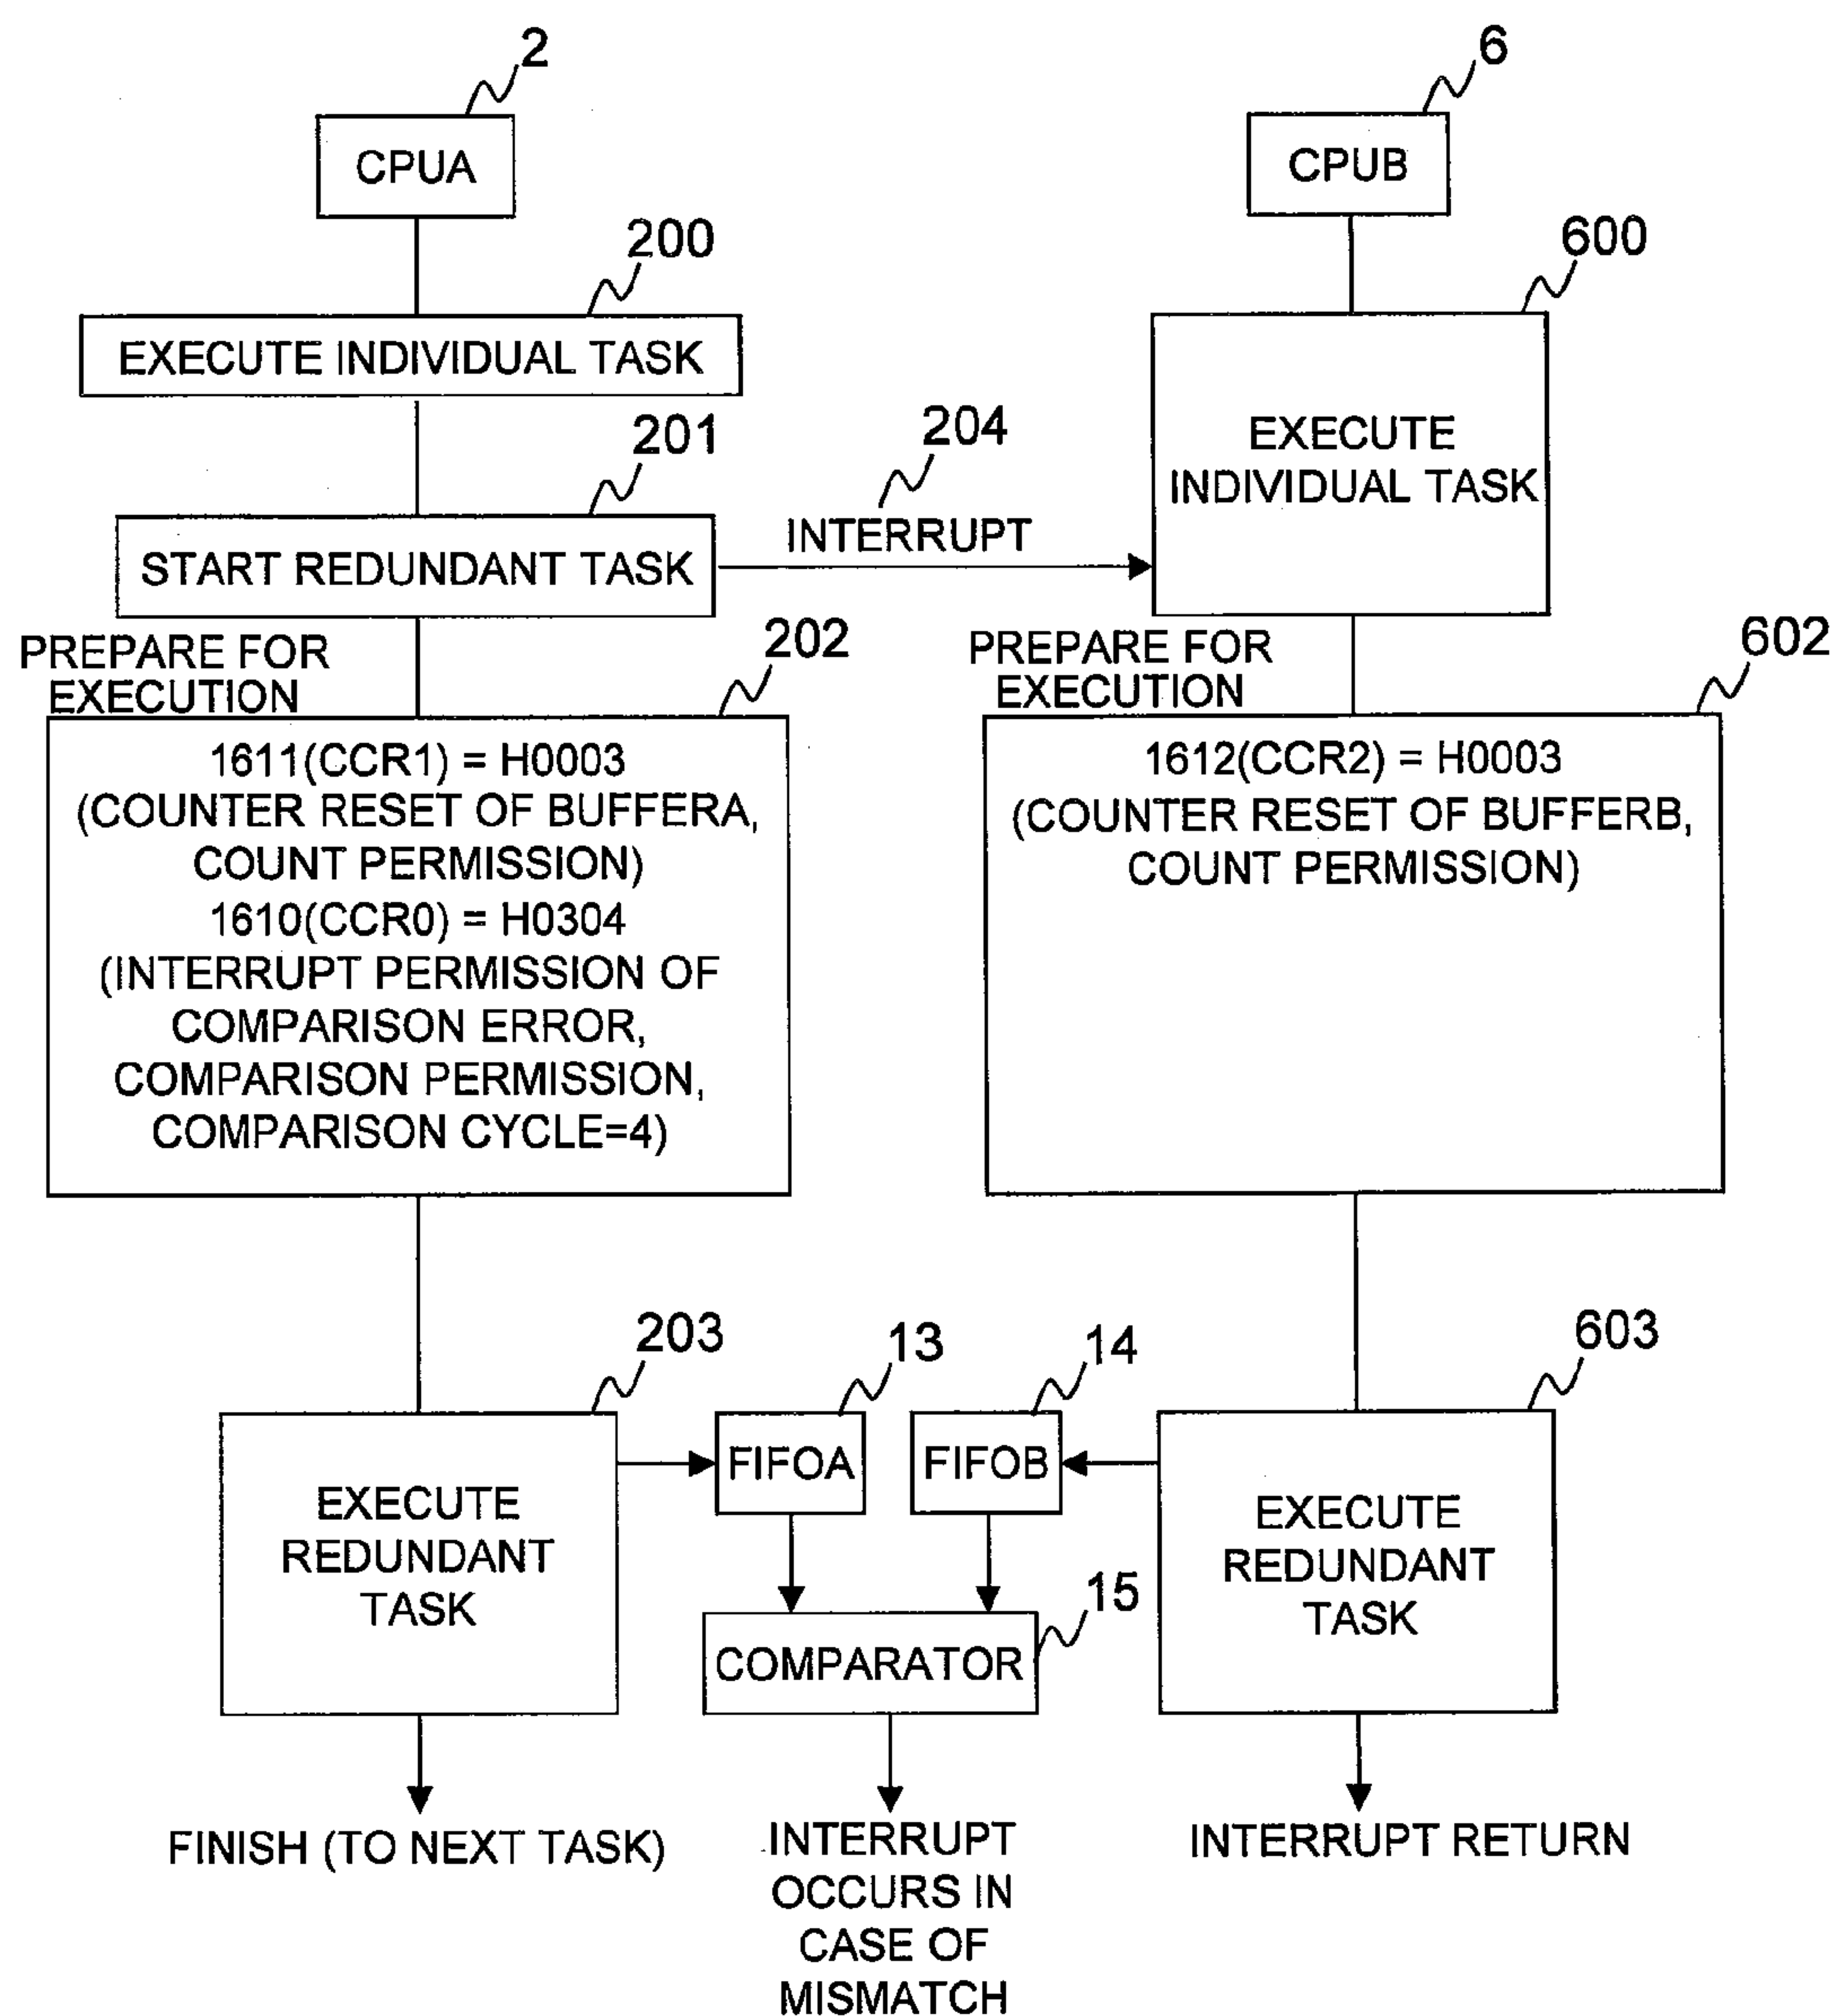 2
CPUA
6
CPUB
200
EXECUTE INDIVIDUAL TASK
600
EXECUTE
INDIVIDUAL TASK
201
START REDUNDANT TASK
204
INTERRUPT
PREPARE FOR
EXECUTION
202
1611(CCR1) = H0003
(COUNTER RESET OF BUFFERA,
COUNT PERMISSION)
1610(CCR0) = H0304
(INTERRUPT PERMISSION OF
COMPARISON ERROR,
COMPARISON PERMISSION,
COMPARISON CYCLE=4)
PREPARE FOR
EXECUTION
602
1612(CCR2) = H0003
(COUNTER RESET OF BUFFERB,
COUNT PERMISSION)
203
EXECUTE
REDUNDANT
TASK
13
FIFOA
14
FIFOB
603
EXECUTE
REDUNDANT
TASK
15
COMPARATOR
FINISH (TO NEXT TASK)
INTERRUPT
OCCURS IN
CASE OF
MISMATCH
INTERRUPT RETURN